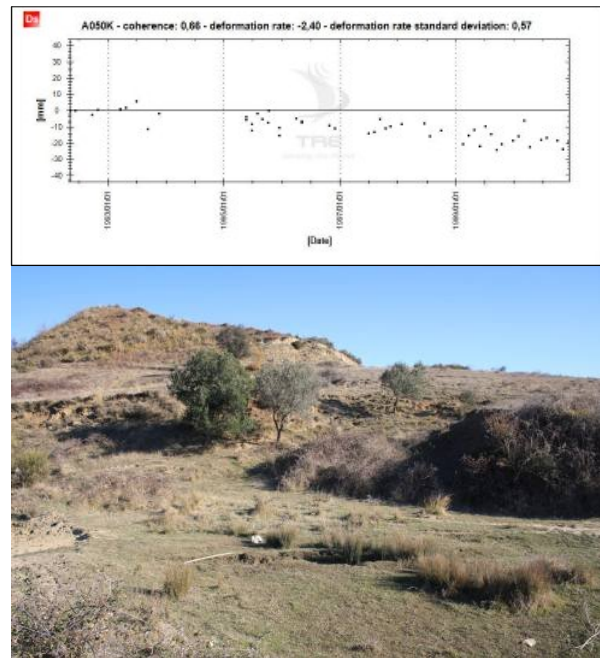 Ds
A050K - coherence: 0,66 - deformation rate: -2,40 - deformation rate standard deviation: 0,57
40
30
20
10
0
-10
-20
-30
-40
[mm]
TRE
1993/01/01
1995/01/01
1997/01/01
1999/01/01
[Date]